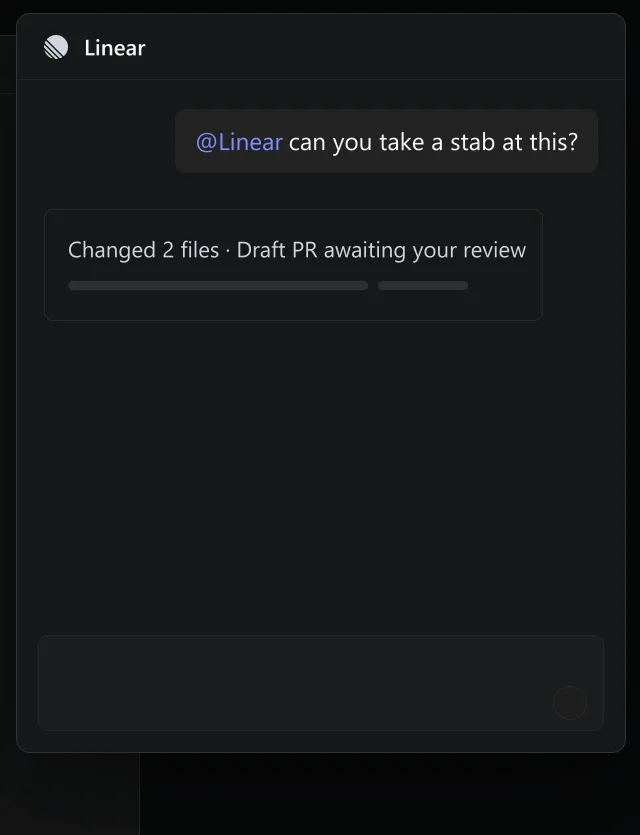 Linear
@Linear can you take a stab at this?
Changed 2 files · Draft PR awaiting your review